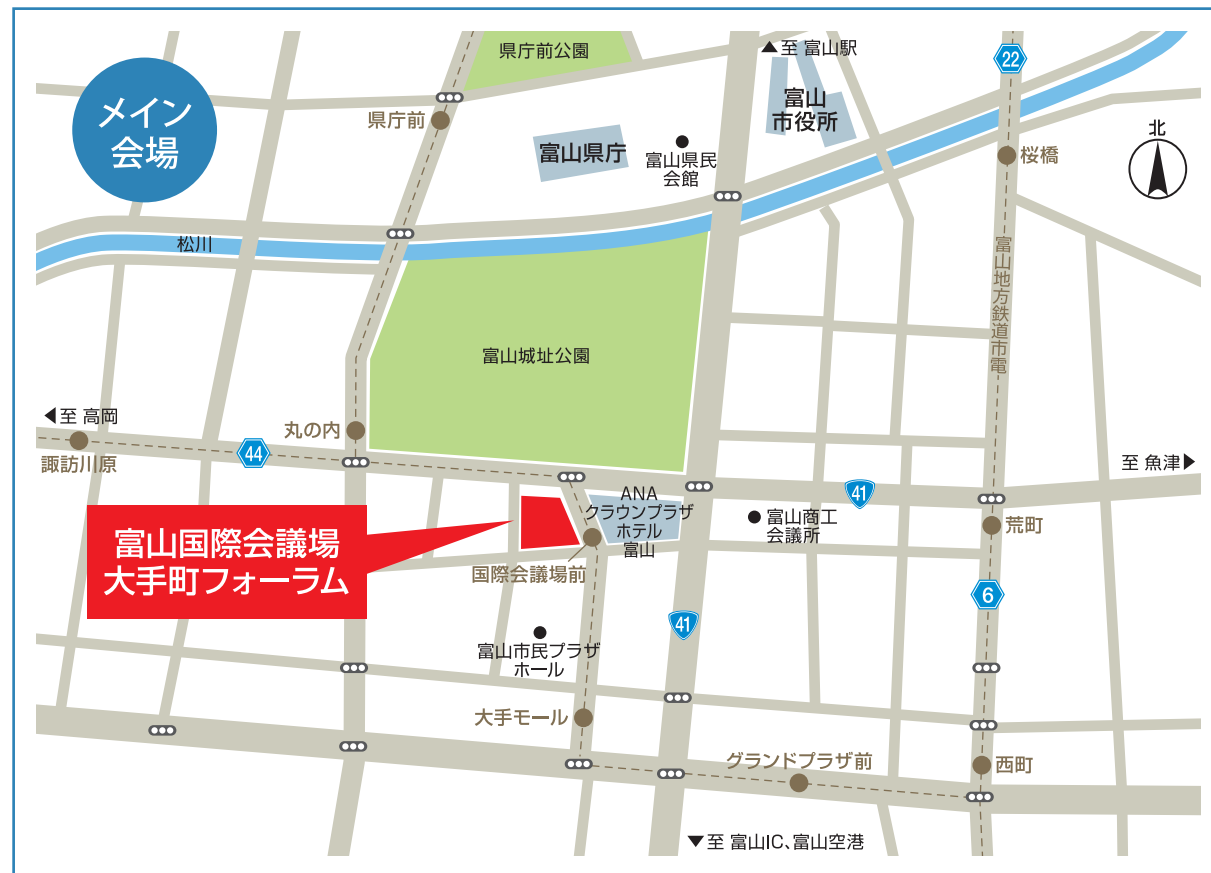 メイン
会場
県庁前公園
▲至 富山駅
22
富山
市役所
県庁前
富山県庁
富山県民
会館
北
桜橋
松川
富山地方鉄道市電
富山城址公園
◀至 高岡
丸の内
諏訪川原
44
至 魚津▶
ANA
クラウンプラザ
ホテル
富山
41
富山商工
会議所
荒町
富山国際会議場
大手町フォーラム
国際会議場前
6
41
富山市民プラザ
ホール
大手モール
グランドプラザ前
西町
▼至 富山IC、富山空港